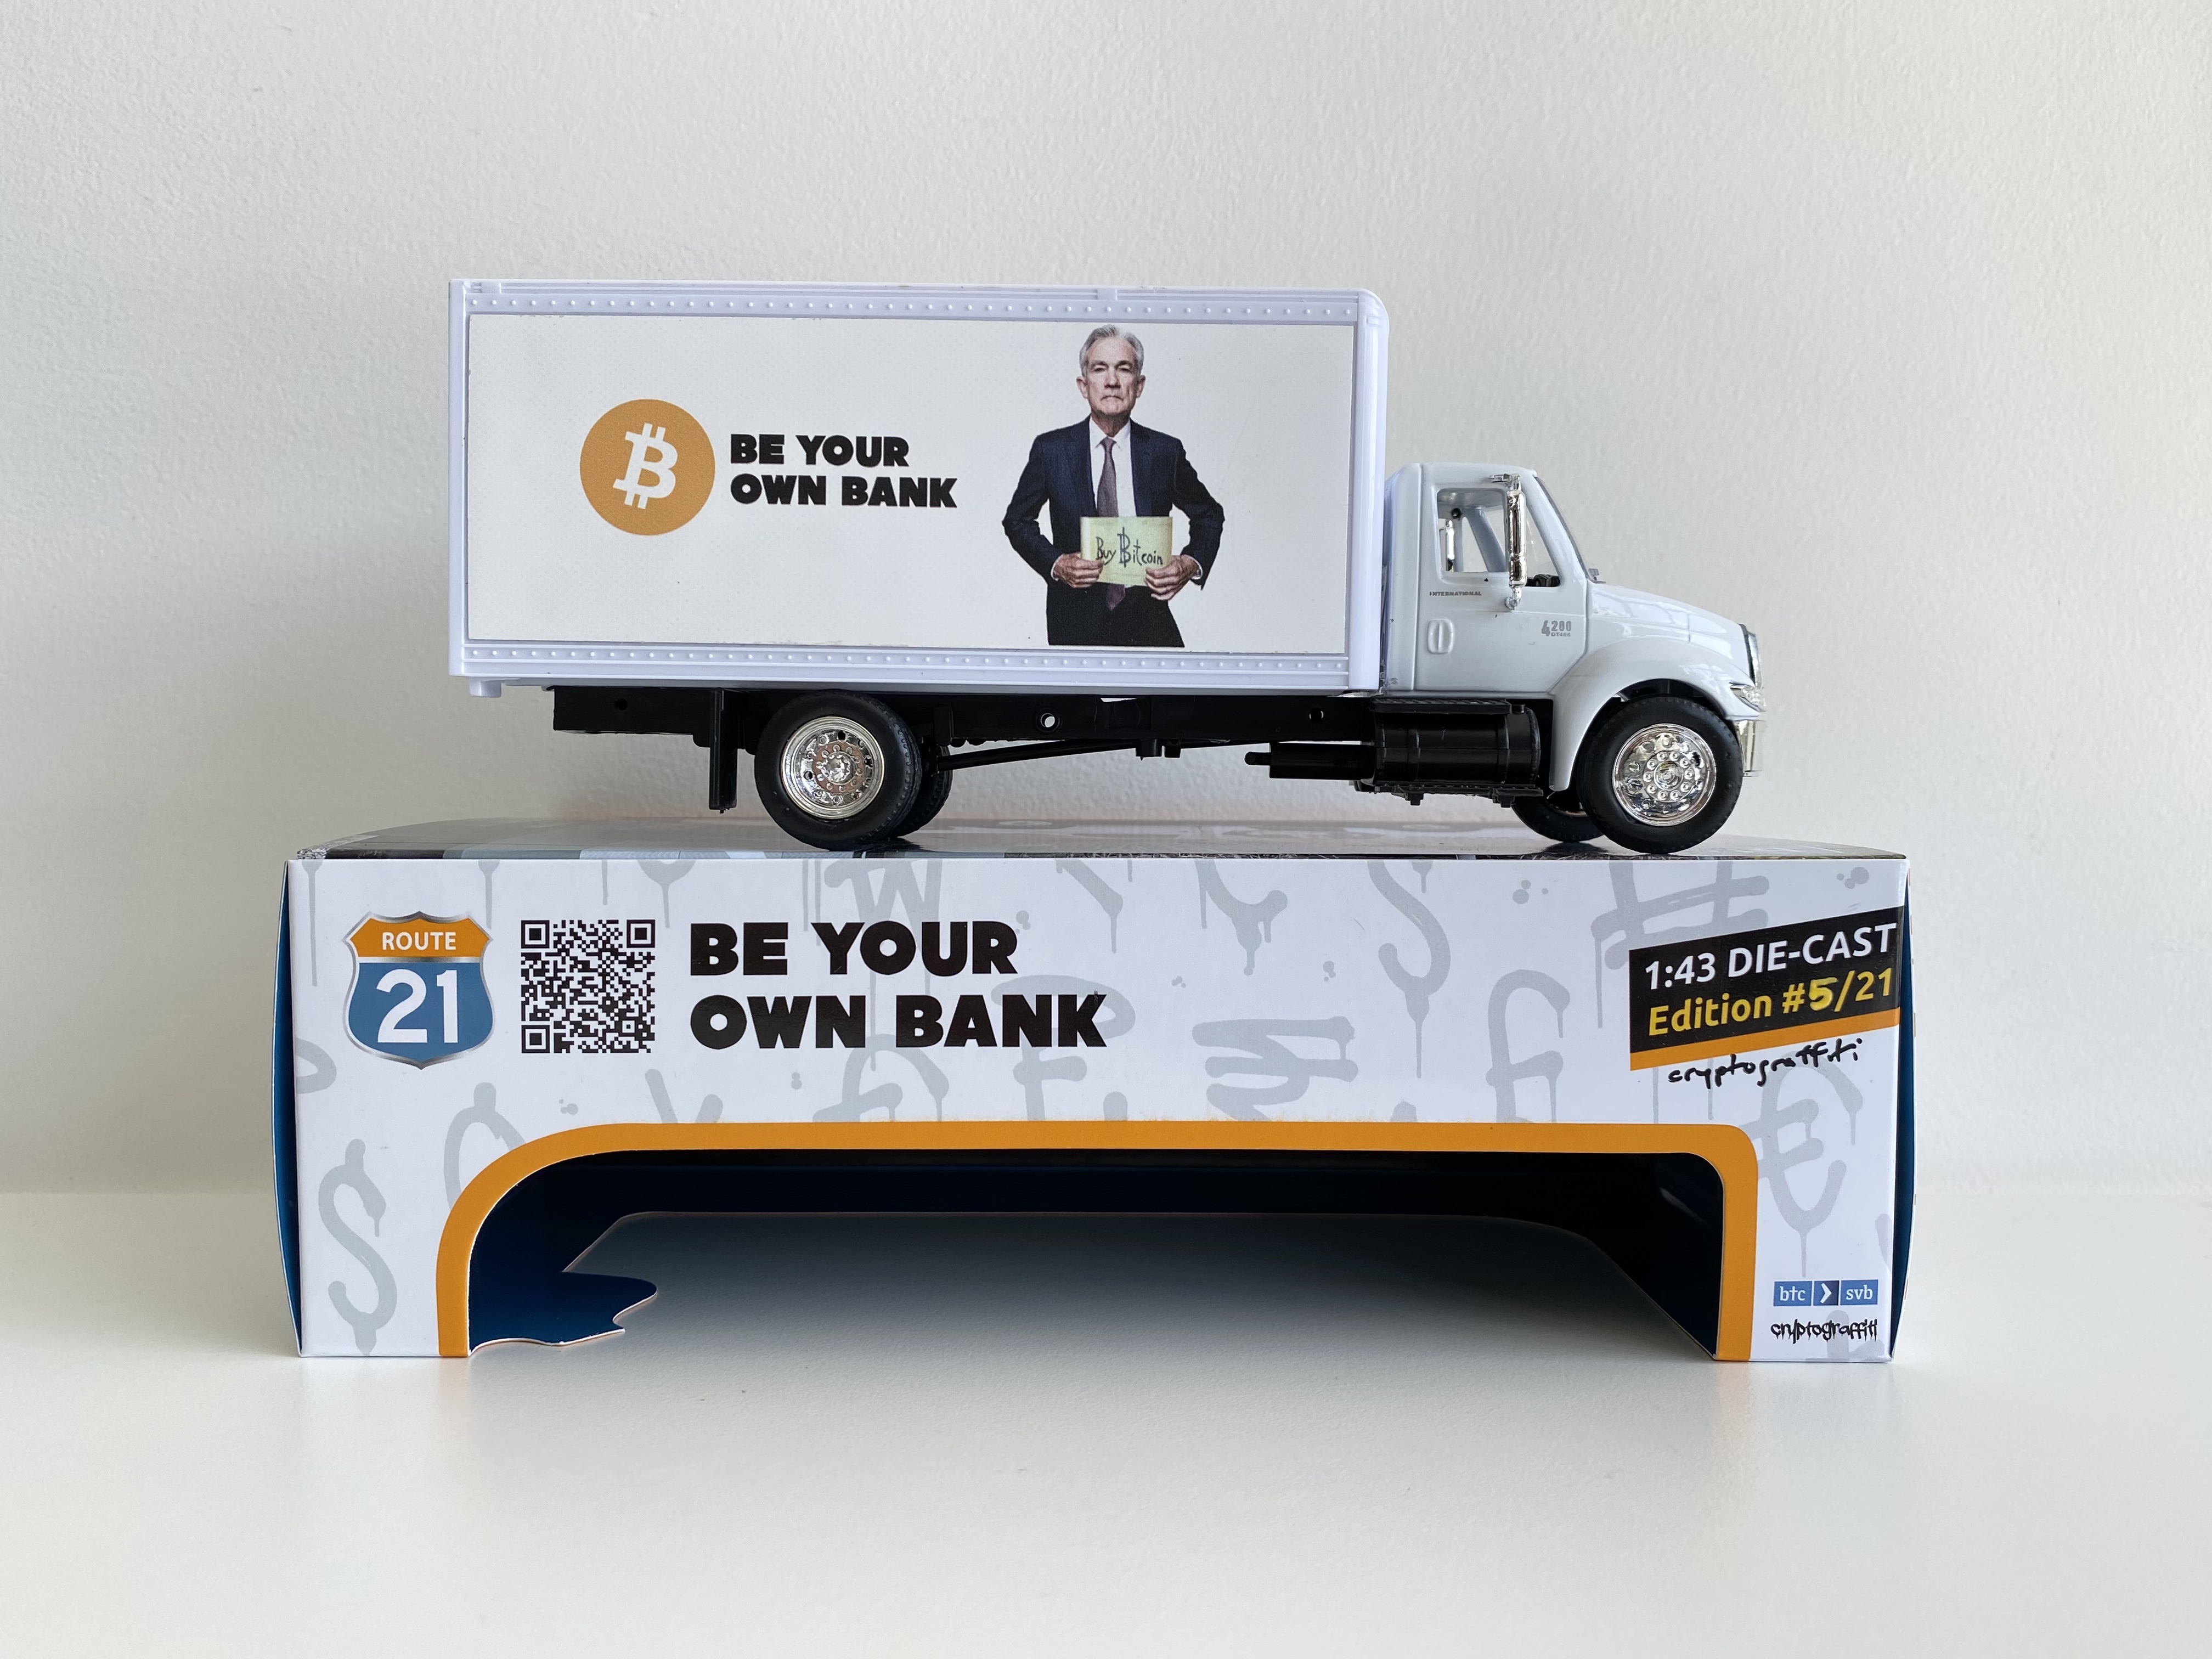 BE YOUR
OWN BANK
Buy Bitcoin
INTERNATIONAL
4200
ROUTE
21
BE YOUR
OWN BANK
1:43 DIE-CAST
Edition #5/21
cryptograffiti
btc > svb
cryptograffiti